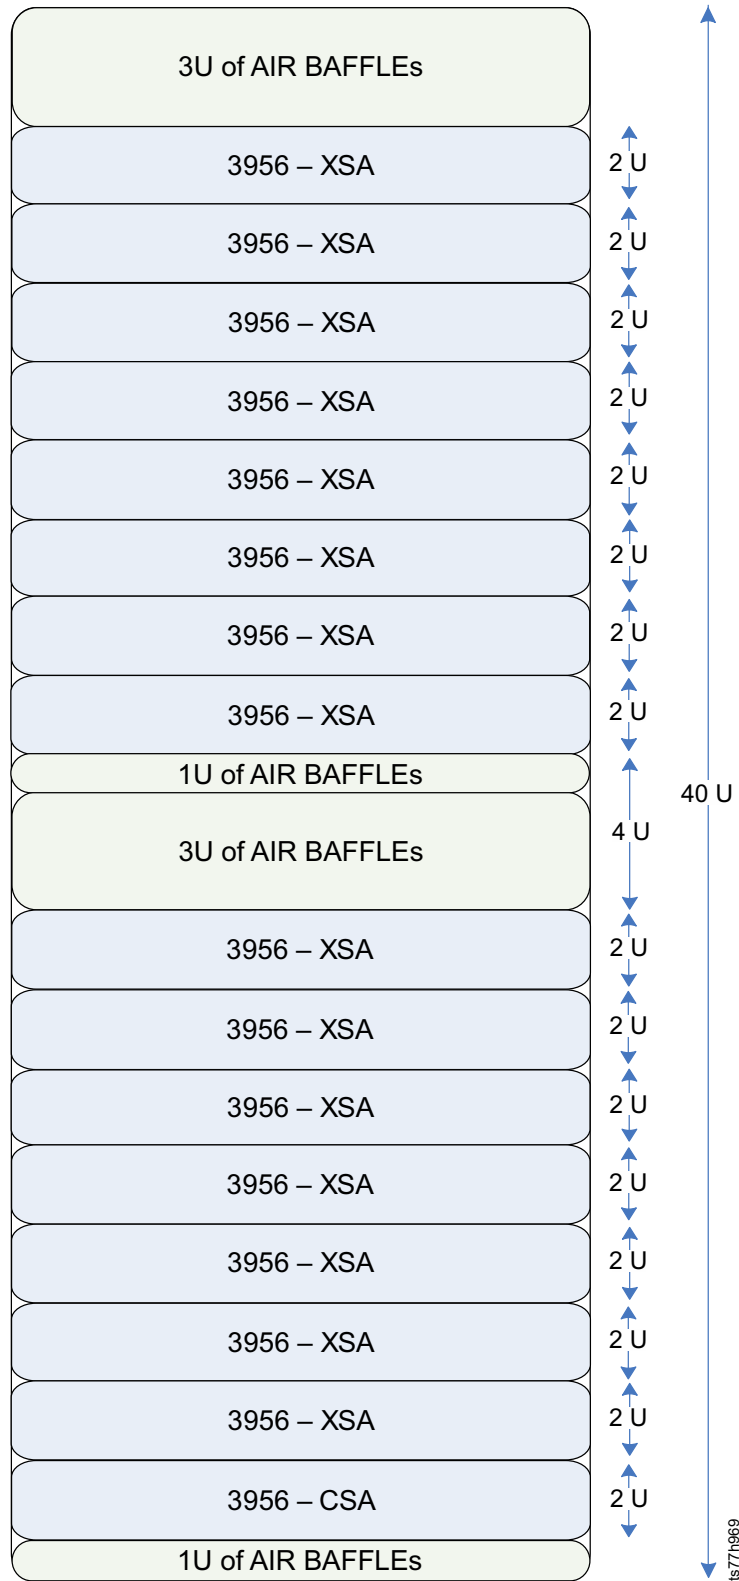 3U of AIR BAFFLEs
3956 – XSA
2 U
3956 – XSA
2 U
3956 – XSA
2 U
3956 – XSA
2 U
3956 – XSA
2 U
3956 – XSA
2 U
3956 – XSA
2 U
3956 – XSA
2 U
1U of AIR BAFFLEs
40 U
3U of AIR BAFFLEs
4 U
3956 – XSA
2 U
3956 – XSA
2 U
3956 – XSA
2 U
3956 – XSA
2 U
3956 – XSA
2 U
3956 – XSA
2 U
3956 – XSA
2 U
3956 – CSA
2 U
1U of AIR BAFFLEs
ts77h969